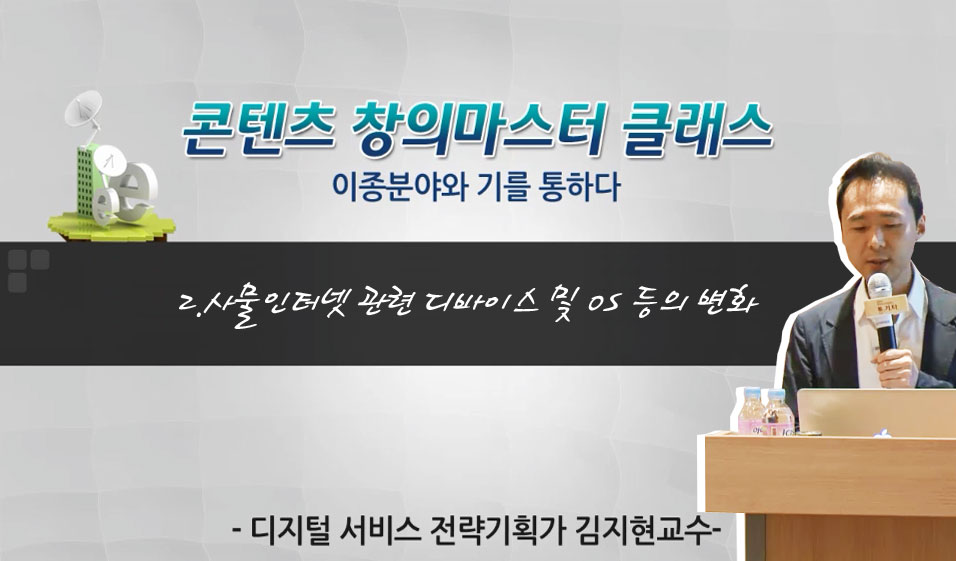 콘텐츠 창의마스터 클래스
이종분야와 기를 통하다
2.사물인터넷 관련 디바이스 및 OS 등의 변화
- 디지털 서비스 전략기획가 김지현교수-